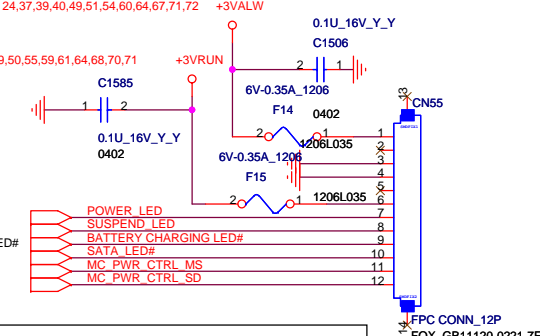 24,37,39,40,49,51,54,60,64,67,71,72 +3VALW
0.1U_16V_Y_Y
C1506
2 1
9,50,55,59,61,64,68,70,71 +3VRUN
C1585
1 2
0.1U_16V_Y_Y
0402
6V-0.35A_1206
F14
0402
2 1
1206L035
6V-0.35A_1206
F15
2 1
1206L035
13
CN55
1
2
3
4
5
6
POWER_LED 7
SUSPEND_LED 8
ED# BATTERY CHARGING LED# 9
SATA_LED# 10
MC_PWR_CTRL_MS 11
MC_PWR_CTRL_SD 12
14
FPC CONN_12P